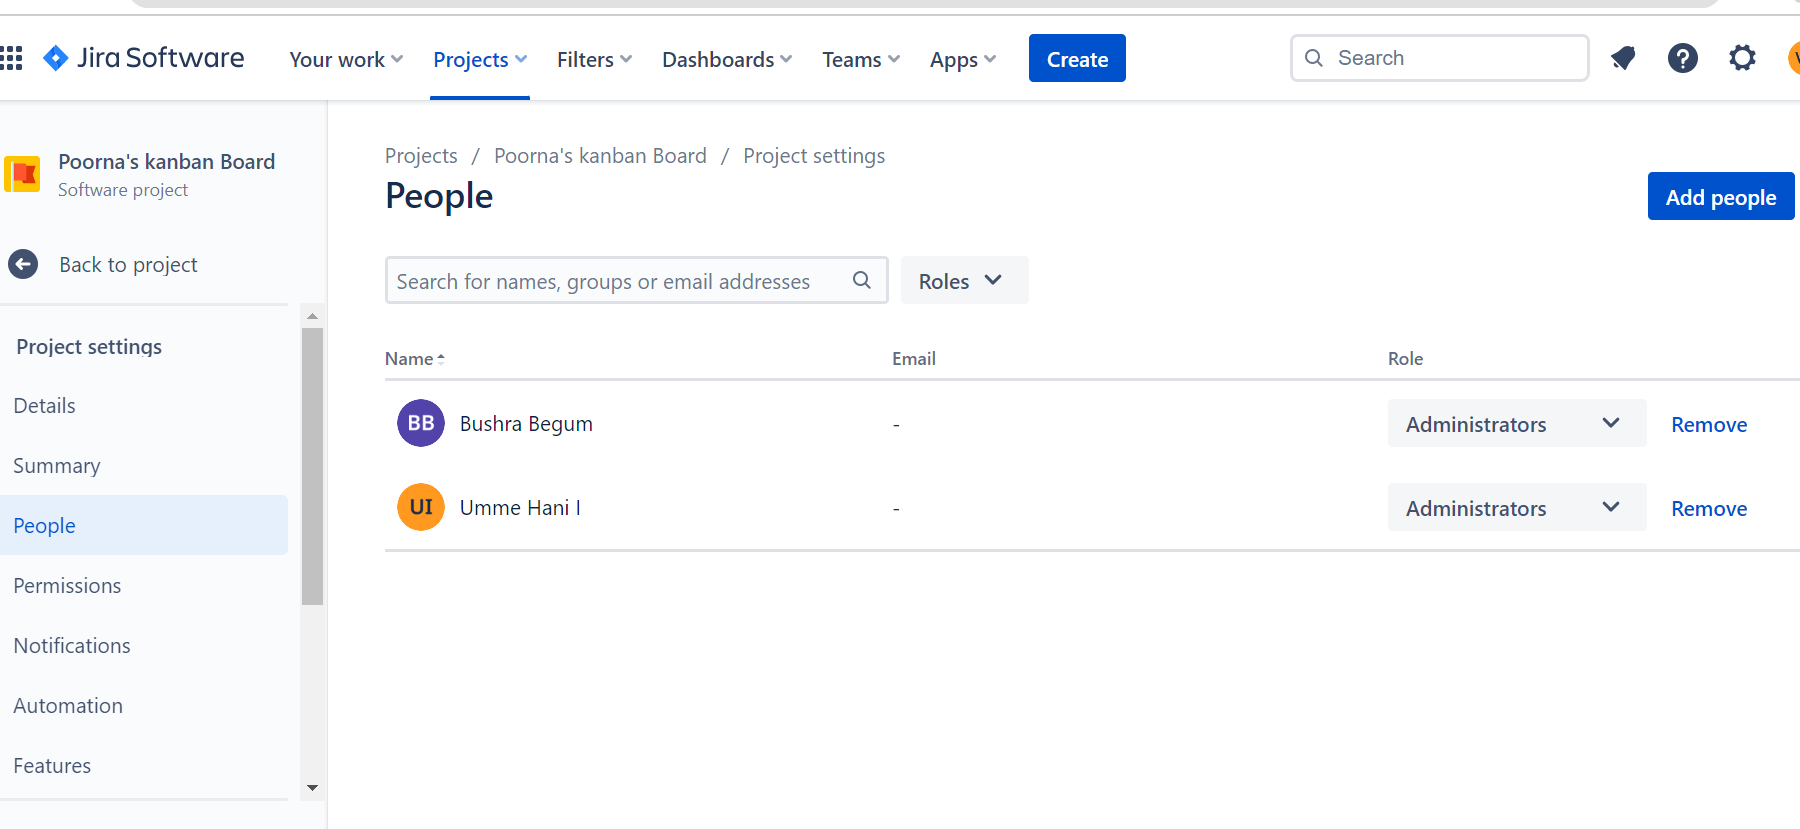 Jira Software Your work Projects Filters Dashboards Teams Apps Create Search
Poorna's kanban Board
Software project
Back to project
Project settings
Details
Summary
People
Permissions
Notifications
Automation
Features
Projects / Poorna's kanban Board / Project settings
People
Add people
Search for names, groups or email addresses Roles
Name Email Role
BB Bushra Begum - Administrators Remove
UI Umme Hani I - Administrators Remove